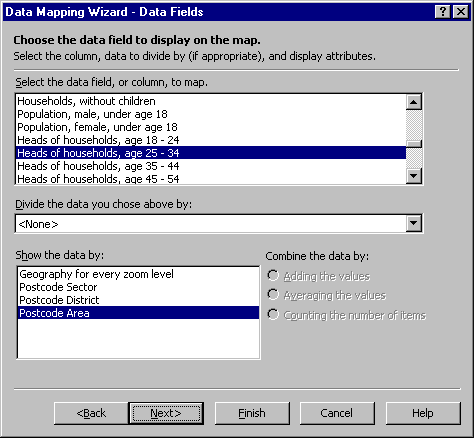 Data Mapping Wizard - Data Fields
Choose the data field to display on the map.
Select the column, data to divide by (if appropriate), and display attributes.
Select the data field, or column, to map.
Households, without children
Population, male, under age 18
Population, female, under age 18
Heads of households, age 18 - 24
Heads of households, age 25 - 34
Heads of households, age 35 - 44
Heads of households, age 45 - 54
Divide the data you chose above by:
<None>
Show the data by:
Geography for every zoom level
Postcode Sector
Postcode District
Postcode Area
Combine the data by:
Adding the values
Averaging the values
Counting the number of items
<Back
Next>
Finish
Cancel
Help